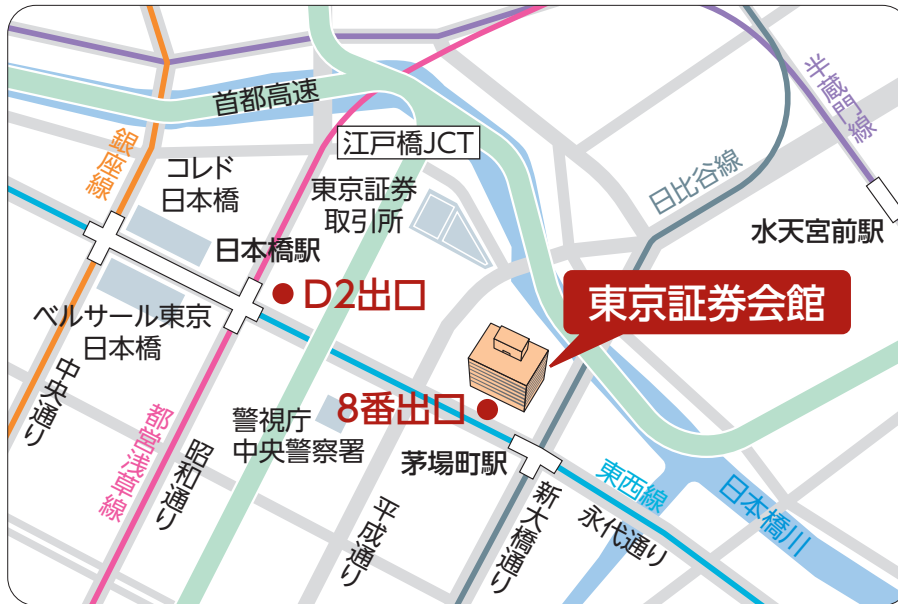 首都高速
半蔵門線
江戸橋JCT
銀座線
コレド
日本橋
東京証券
取引所
日比谷線
水天宮前駅
日本橋駅
D2出口
東京証券会館
ベルサール東京
日本橋
中央通り
8番出口
警視庁
中央警察署
都営浅草線
昭和通り
茅場町駅
東西線
日本橋川
平成通り
新大橋通り
永代通り